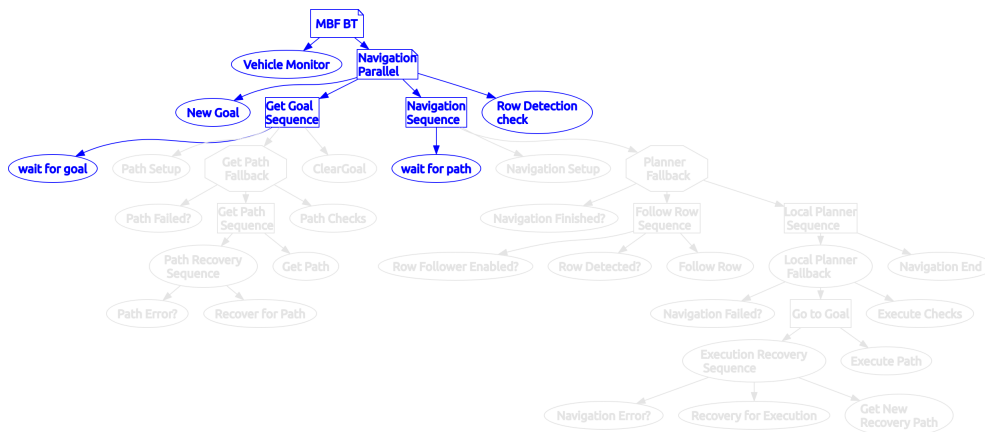 MBF BT
Vehicle Monitor
Navigation
Parallel
New Goal
Get Goal
Sequence
Navigation
Sequence
Row Detection
check
wait for goal
Path Setup
Get Path
Fallback
ClearGoal
wait for path
Navigation Setup
Planner
Fallback
Path Failed?
Get Path
Sequence
Path Checks
Navigation Finished?
Follow Row
Sequence
Local Planner
Sequence
Path Recovery
Sequence
Get Path
Row Follower Enabled?
Row Detected?
Follow Row
Local Planner
Fallback
Navigation End
Path Error?
Recover for Path
Navigation Failed?
Go to Goal
Execute Checks
Execution Recovery
Sequence
Execute Path
Navigation Error?
Recovery for Execution
Get New
Recovery Path